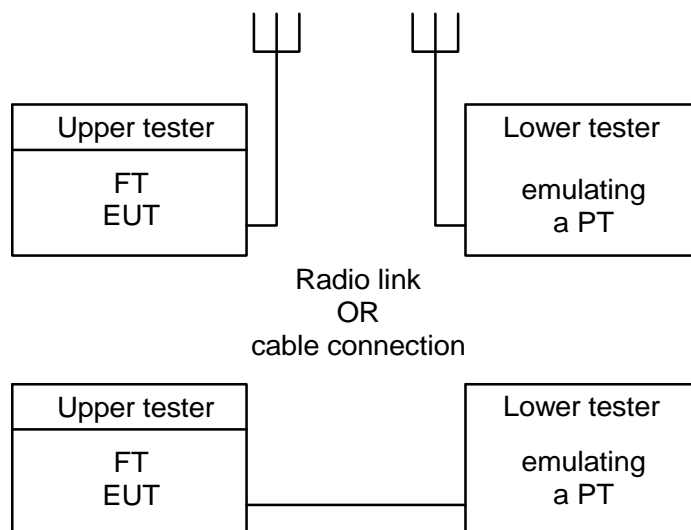 Upper tester
FT
EUT
Lower tester
emulating
a PT
Radio link
OR
cable connection
Upper tester
FT
EUT
Lower tester
emulating
a PT